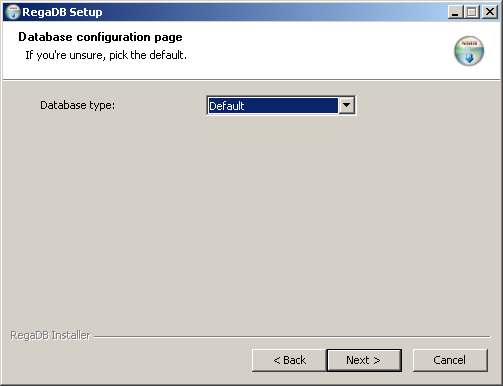 RegaDB Setup
Database configuration page
If you're unsure, pick the default.
Database type:
Default
RegaDB Installer
< Back
Next >
Cancel